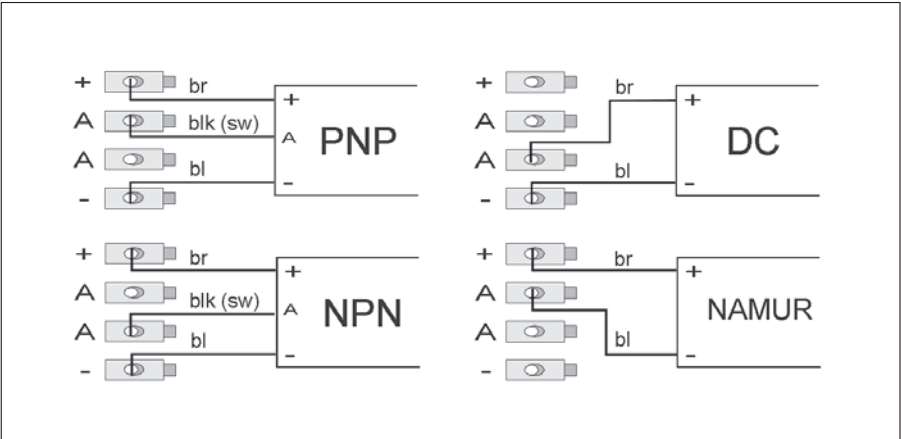 + br +
A blk (sw) A PNP
A
- bl -
+ br +
A
A bl DC
- -
+ br +
A blk (sw) A NPN
A
- bl -
+ br +
A NAMUR
A bl -
-